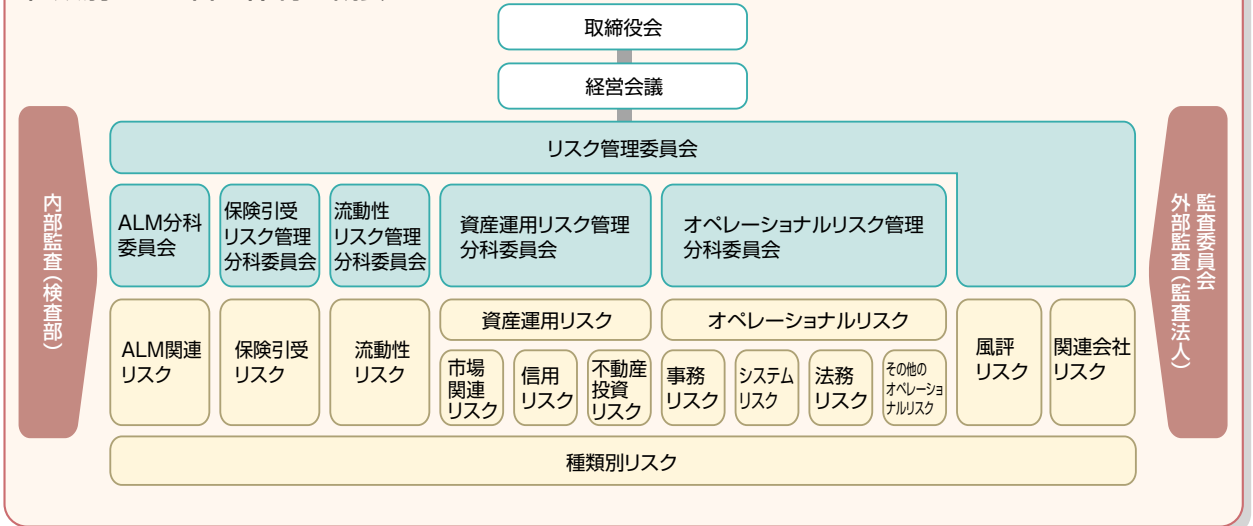 取締役会
経営会議
リスク管理委員会
内部監査(検査部)
監査委員会
外部監査(監査法人)
ALM分科
委員会
保険引受
リスク管理
分科委員会
流動性
リスク管理
分科委員会
資産運用リスク管理
分科委員会
オペレーショナルリスク管理
分科委員会
ALM関連
リスク
保険引受
リスク
流動性
リスク
資産運用リスク
市場
関連
リスク
信用
リスク
不動産
投資
リスク
オペレーショナルリスク
事務
リスク
システム
リスク
法務
リスク
その他の
オペレーショ
ナルリスク
風評
リスク
関連会社
リスク
種類別リスク